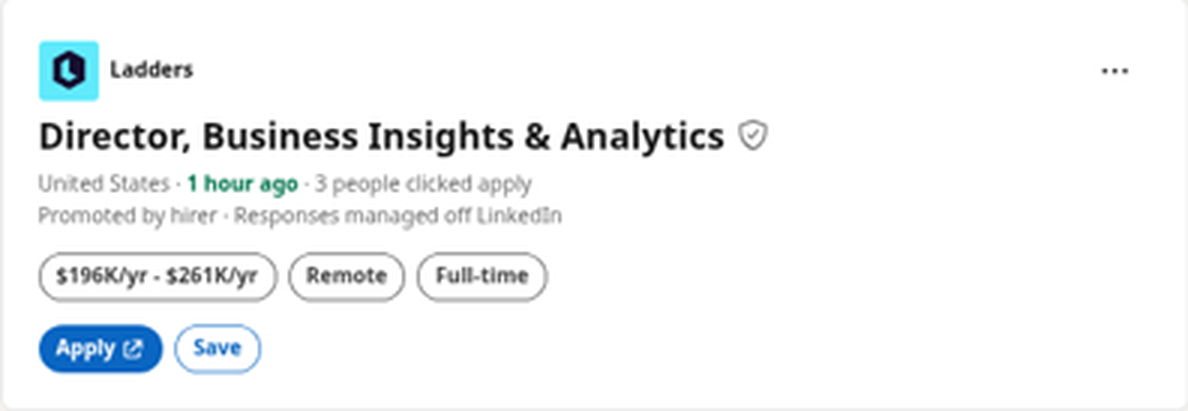 Ladders
Director, Business Insights & Analytics
United States · 1 hour ago · 3 people clicked apply
Promoted by hirer · Responses managed off LinkedIn
$196K/yr - $261K/yr Remote Full-time
Apply Save